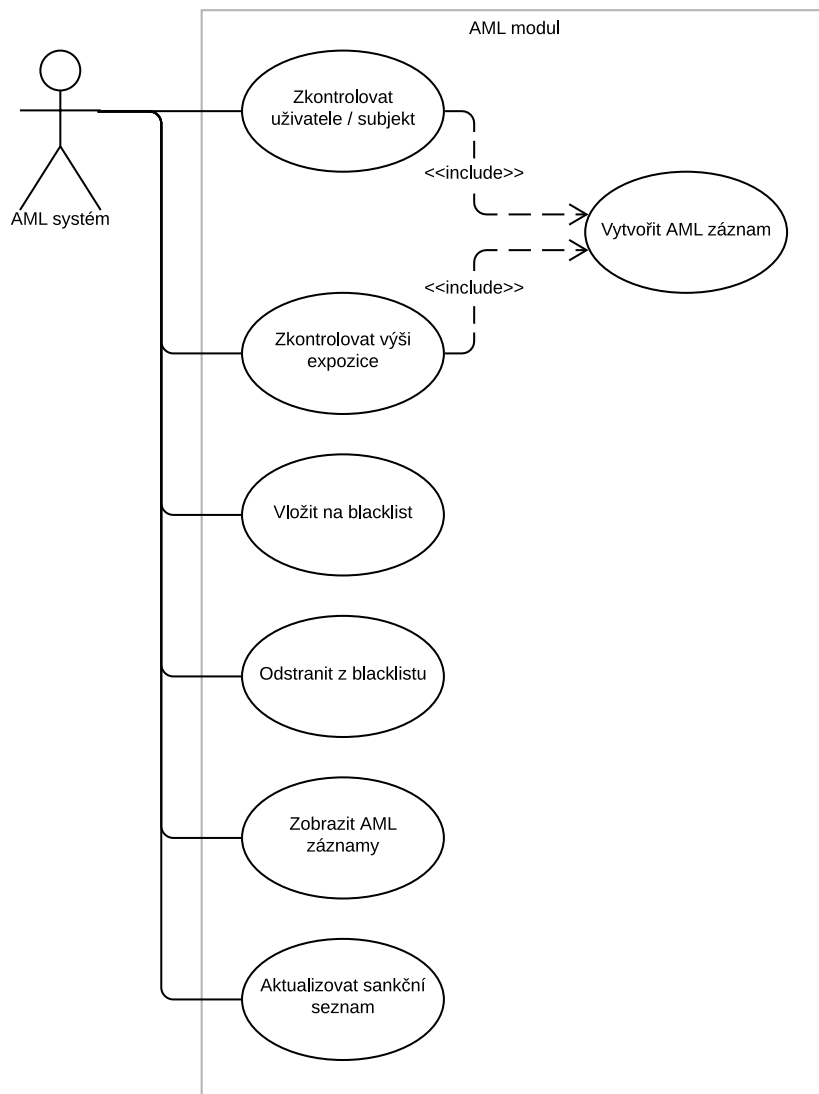 AML modul
Zkontrolovat
uživatele / subjekt
<<include>>
AML systém
Vytvořit AML záznam
<<include>>
Zkontrolovat výši
expozice
Vložit na blacklist
Odstranit z blacklistu
Zobrazit AML
záznamy
Aktualizovat sankční
seznam